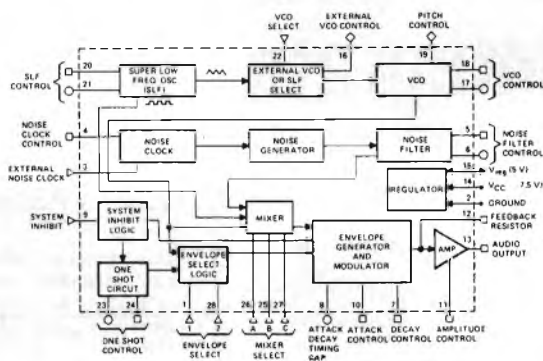 VCO
SELECT
EXTERNAL
VCO CONTROL
PITCH
CONTROL
22
16
19
SLF
CONTROL
20
21
SUPER LOW
FREQ OSC
(SLF)
EXTERNAL VCO
OR SLF
SELECT
VCO
18
17
VCO
CONTROL
NOISE
CLOCK
CONTROL
4
NOISE
CLOCK
NOISE
GENERATOR
NOISE
FILTER
5
6
NOISE
FILTER
CONTROL
EXTERNAL
NOISE CLOCK
3
REGULATOR
15
Vreg (5 V)
14
VCC 7.5 V)
2
GROUND
SYSTEM
INHIBIT
9
SYSTEM
INHIBIT
LOGIC
MIXER
12
FEEDBACK
RESISTOR
ONE
SHOT
CIRCUIT
ENVELOPE
SELECT
LOGIC
ENVELOPE
GENERATOR
AND
MODULATOR
AMP
13
AUDIO
OUTPUT
23
24
1
28
26
25
27
8
10
7
11
1
2
A
B
C
ONE SHOT
CONTROL
ENVELOPE
SELECT
MIXER
SELECT
ATTACK
DECAY
TIMING
CAP
ATTACK
CONTROL
DECAY
CONTROL
AMPLITUDE
CONTROL